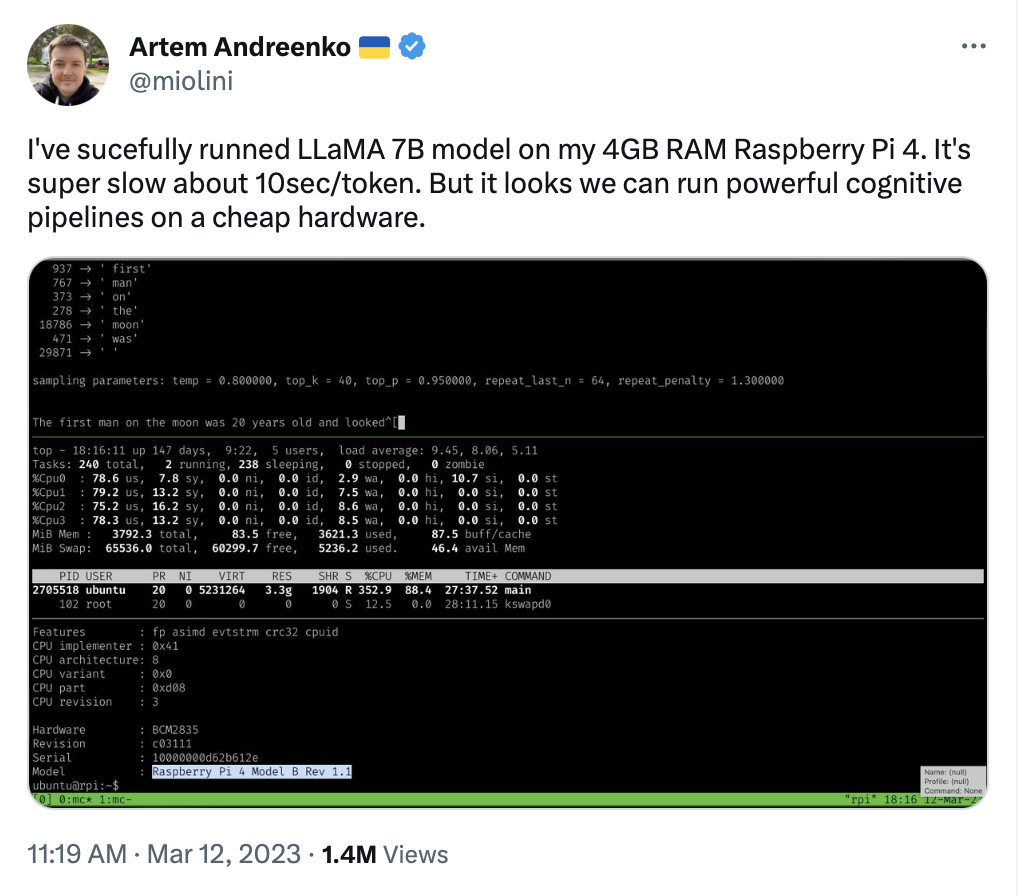 Artem Andreenko 🇺🇦
@miolini
I've sucefully runned LLaMA 7B model on my 4GB RAM Raspberry Pi 4. It's
super slow about 10sec/token. But it looks we can run powerful cognitive
pipelines on a cheap hardware.
937 → ' first'
767 → ' man'
373 → ' on'
278 → ' the'
18786 → ' moon'
471 → ' was'
29871 → ' '
sampling parameters: temp = 0.800000, top_k = 40, top_p = 0.950000, repeat_last_n = 64, repeat_penalty = 1.300000
The first man on the moon was 20 years old and looked^[
top - 18:16:11 up 147 days,  9:22,  5 users,  load average: 9.45, 8.06, 5.11
Tasks: 240 total,   2 running, 238 sleeping,   0 stopped,   0 zombie
%Cpu0  : 78.6 us,  7.8 sy,  0.0 ni,  0.0 id,  2.9 wa,  0.0 hi, 10.7 si,  0.0 st
%Cpu1  : 79.2 us, 13.2 sy,  0.0 ni,  0.0 id,  7.5 wa,  0.0 hi,  0.0 si,  0.0 st
%Cpu2  : 75.2 us, 16.2 sy,  0.0 ni,  0.0 id,  8.6 wa,  0.0 hi,  0.0 si,  0.0 st
%Cpu3  : 78.3 us, 13.2 sy,  0.0 ni,  0.0 id,  8.5 wa,  0.0 hi,  0.0 si,  0.0 st
MiB Mem :   3792.3 total,     83.5 free,   3621.3 used,     87.5 buff/cache
MiB Swap:  65536.0 total,  60299.7 free,   5236.2 used.     46.4 avail Mem
PID USER      PR  NI    VIRT    RES    SHR S  %CPU  %MEM     TIME+ COMMAND
2705518 ubuntu    20   0 5231264   3.3g   1904 R 352.9  88.4  27:37.52 main
102 root      20   0       0      0      0 S  12.5   0.0  28:11.15 kswapd0
Features        : fp asimd evtstrm crc32 cpuid
CPU implementer : 0x41
CPU architecture: 8
CPU variant     : 0x0
CPU part        : 0xd08
CPU revision    : 3
Hardware        : BCM2835
Revision        : c03111
Serial          : 10000000d62b612e
Model           : Raspberry Pi 4 Model B Rev 1.1
ubuntu@rpi:~$
Name: (null)
Profile: (null)
Command: None
[0] 0:mc* 1:mc- "rpi" 18:16 12-Mar-2
11:19 AM · Mar 12, 2023 · 1.4M Views